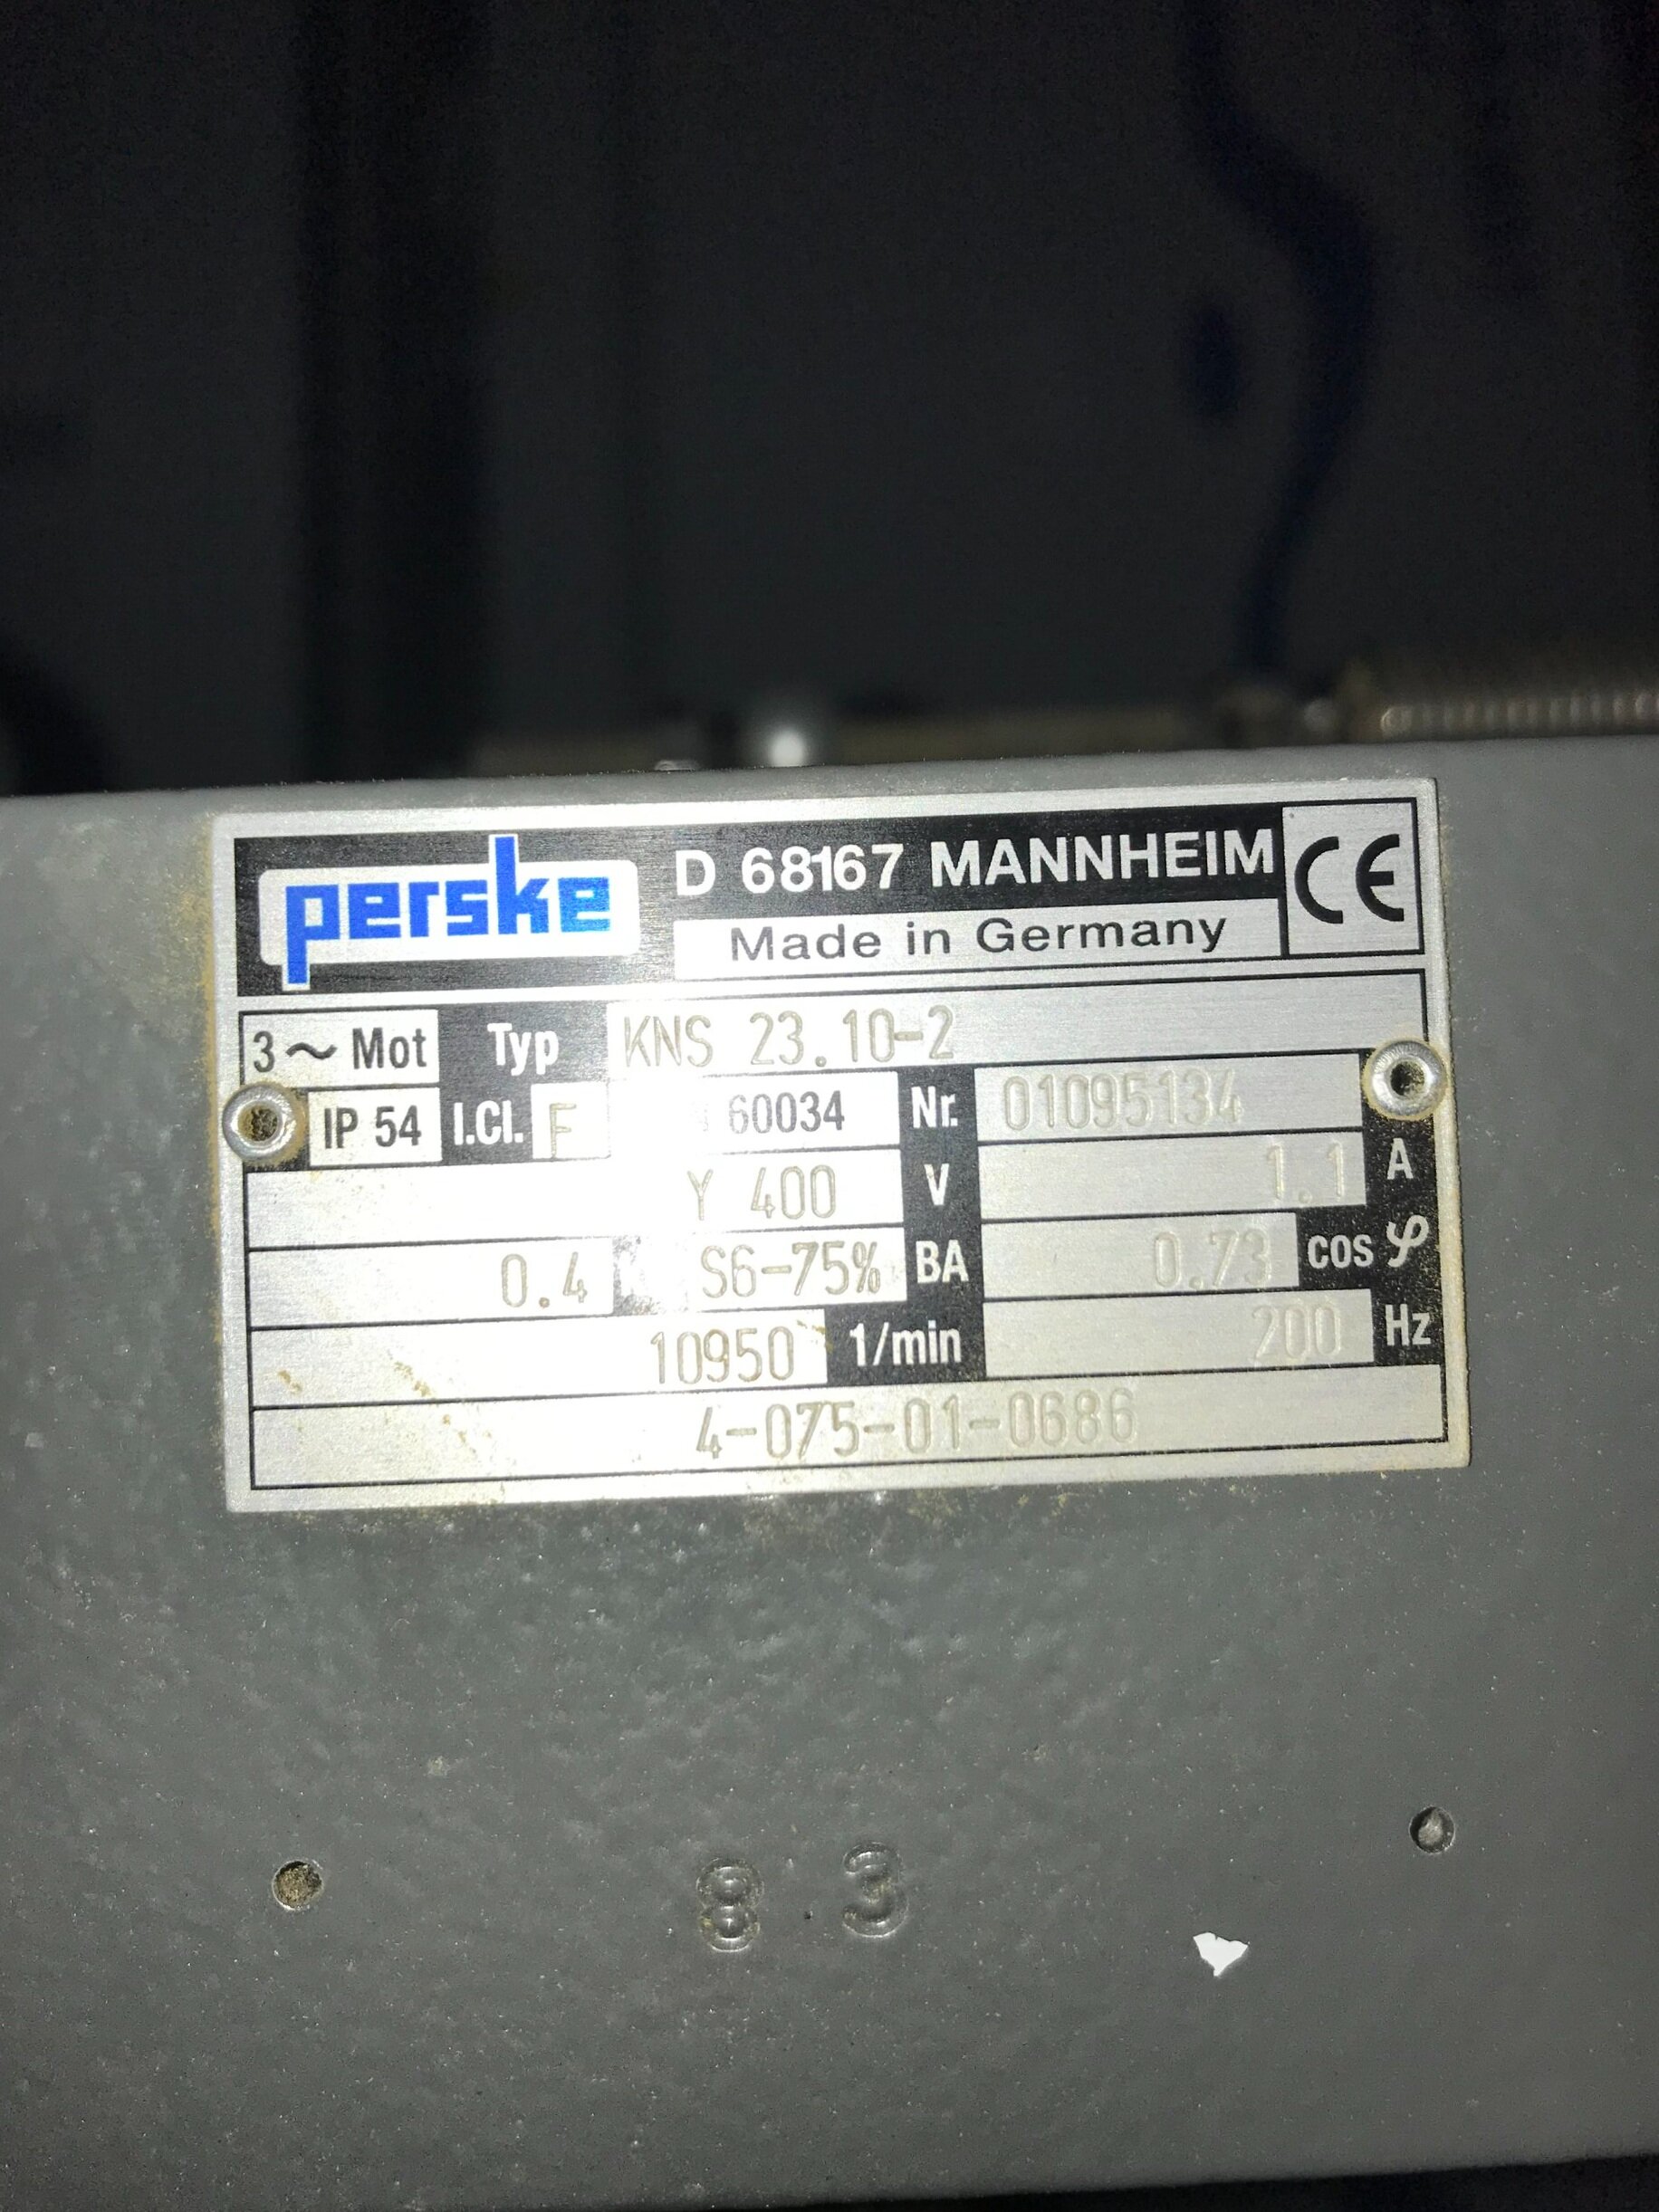 perske D 68167 MANNHEIM CE
Made in Germany
3 ~ Mot Typ KNS 23.10-2
IP 54 I.Cl. F 60034 Nr. 01095134
Y 400 V 1.1 A
0.4 S6-75% BA 0.73 cos φ
10950 1/min 200 Hz
4-075-01-0686
8 3